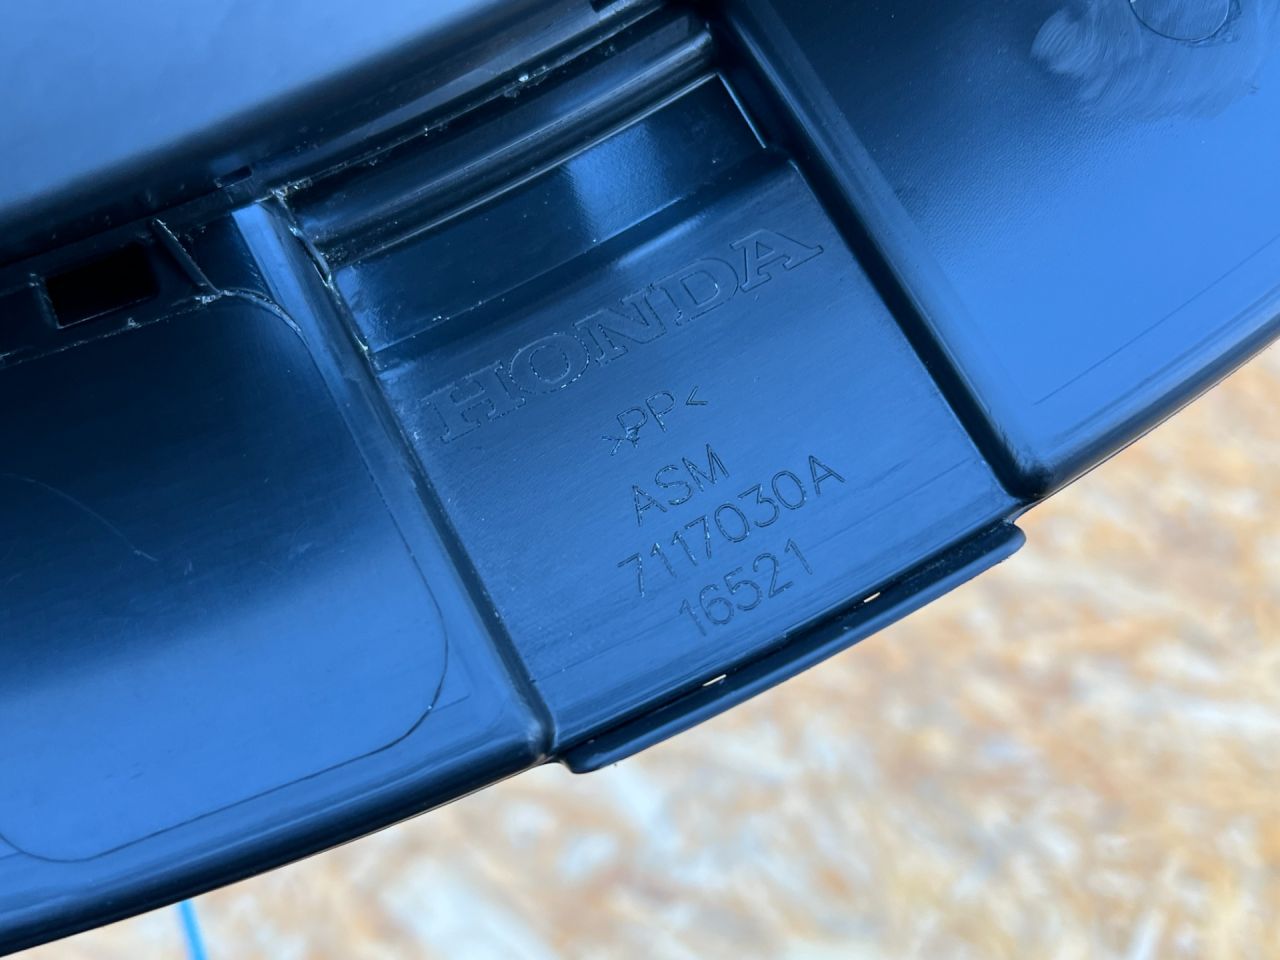 HONDA
>PP<
ASM
7117030A
16521